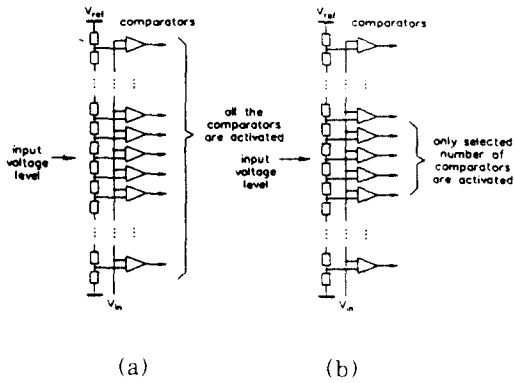 Vref
comparators
all the
comparators
are activated
input
voltage
level
Vin
(a)
Vref
comparators
input
voltage
level
only selected
number of
comparators
are activated
Vin
(b)